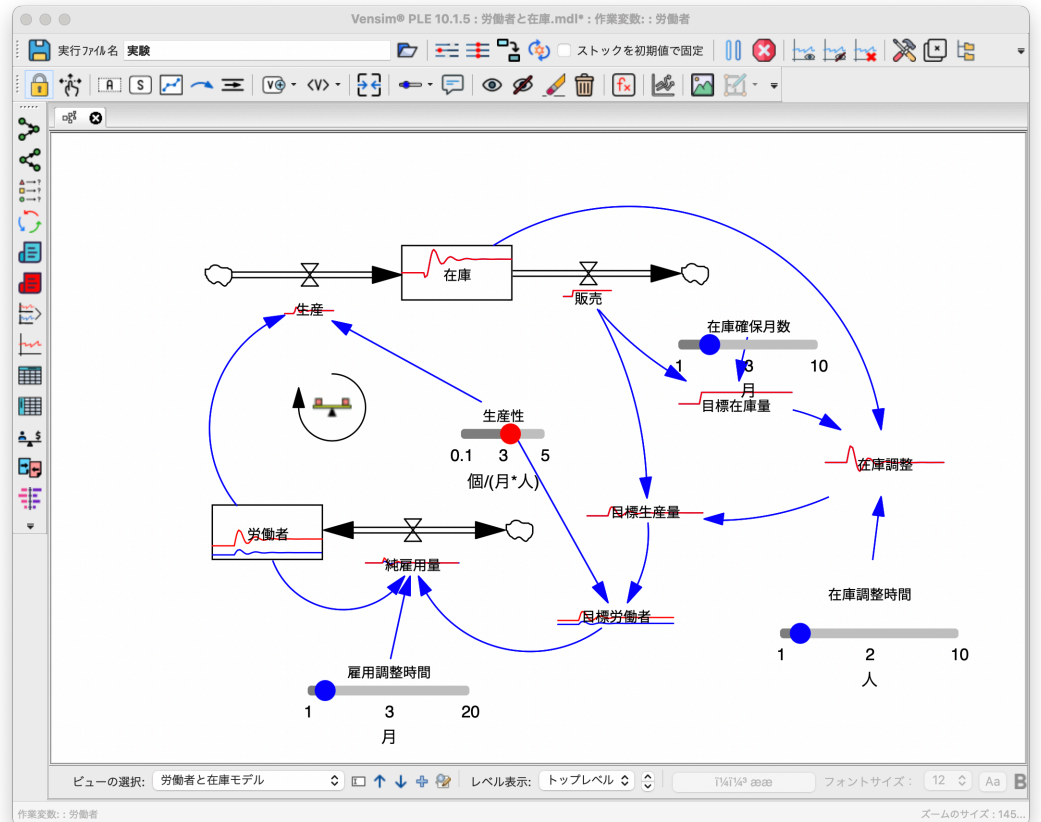 Vensim® PLE 10.1.5 : 労働者と在庫.mdl* : 作業変数: : 労働者
実行ファイル名 実験
ストックを初期値で固定
A S V <V> fx
在庫
販売
生産
在庫確保月数
1 3 10
月
目標在庫量
生産性
0.1 3 5
個/(月*人)
在庫調整
目標生産量
労働者
純雇用量
在庫調整時間
目標労働者
1 2 10
人
雇用調整時間
1 3 20
月
ビューの選択: 労働者と在庫モデル
レベル表示: トップレベル
ï¼ï¼³ ææ
フォントサイズ : 12 Aa B
作業変数: : 労働者
ズームのサイズ : 145...